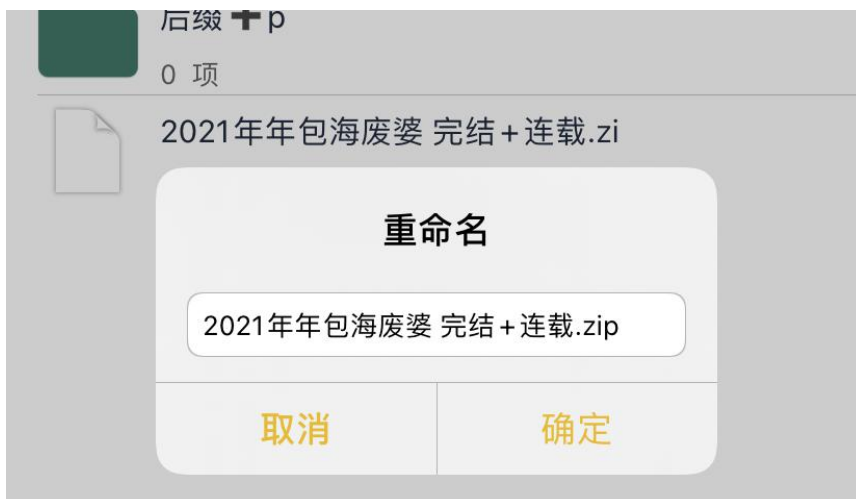 后缀➕p
0 项
2021年年包海废婆 完结+连载.zi
重命名
2021年年包海废婆 完结+连载.zip
取消
确定